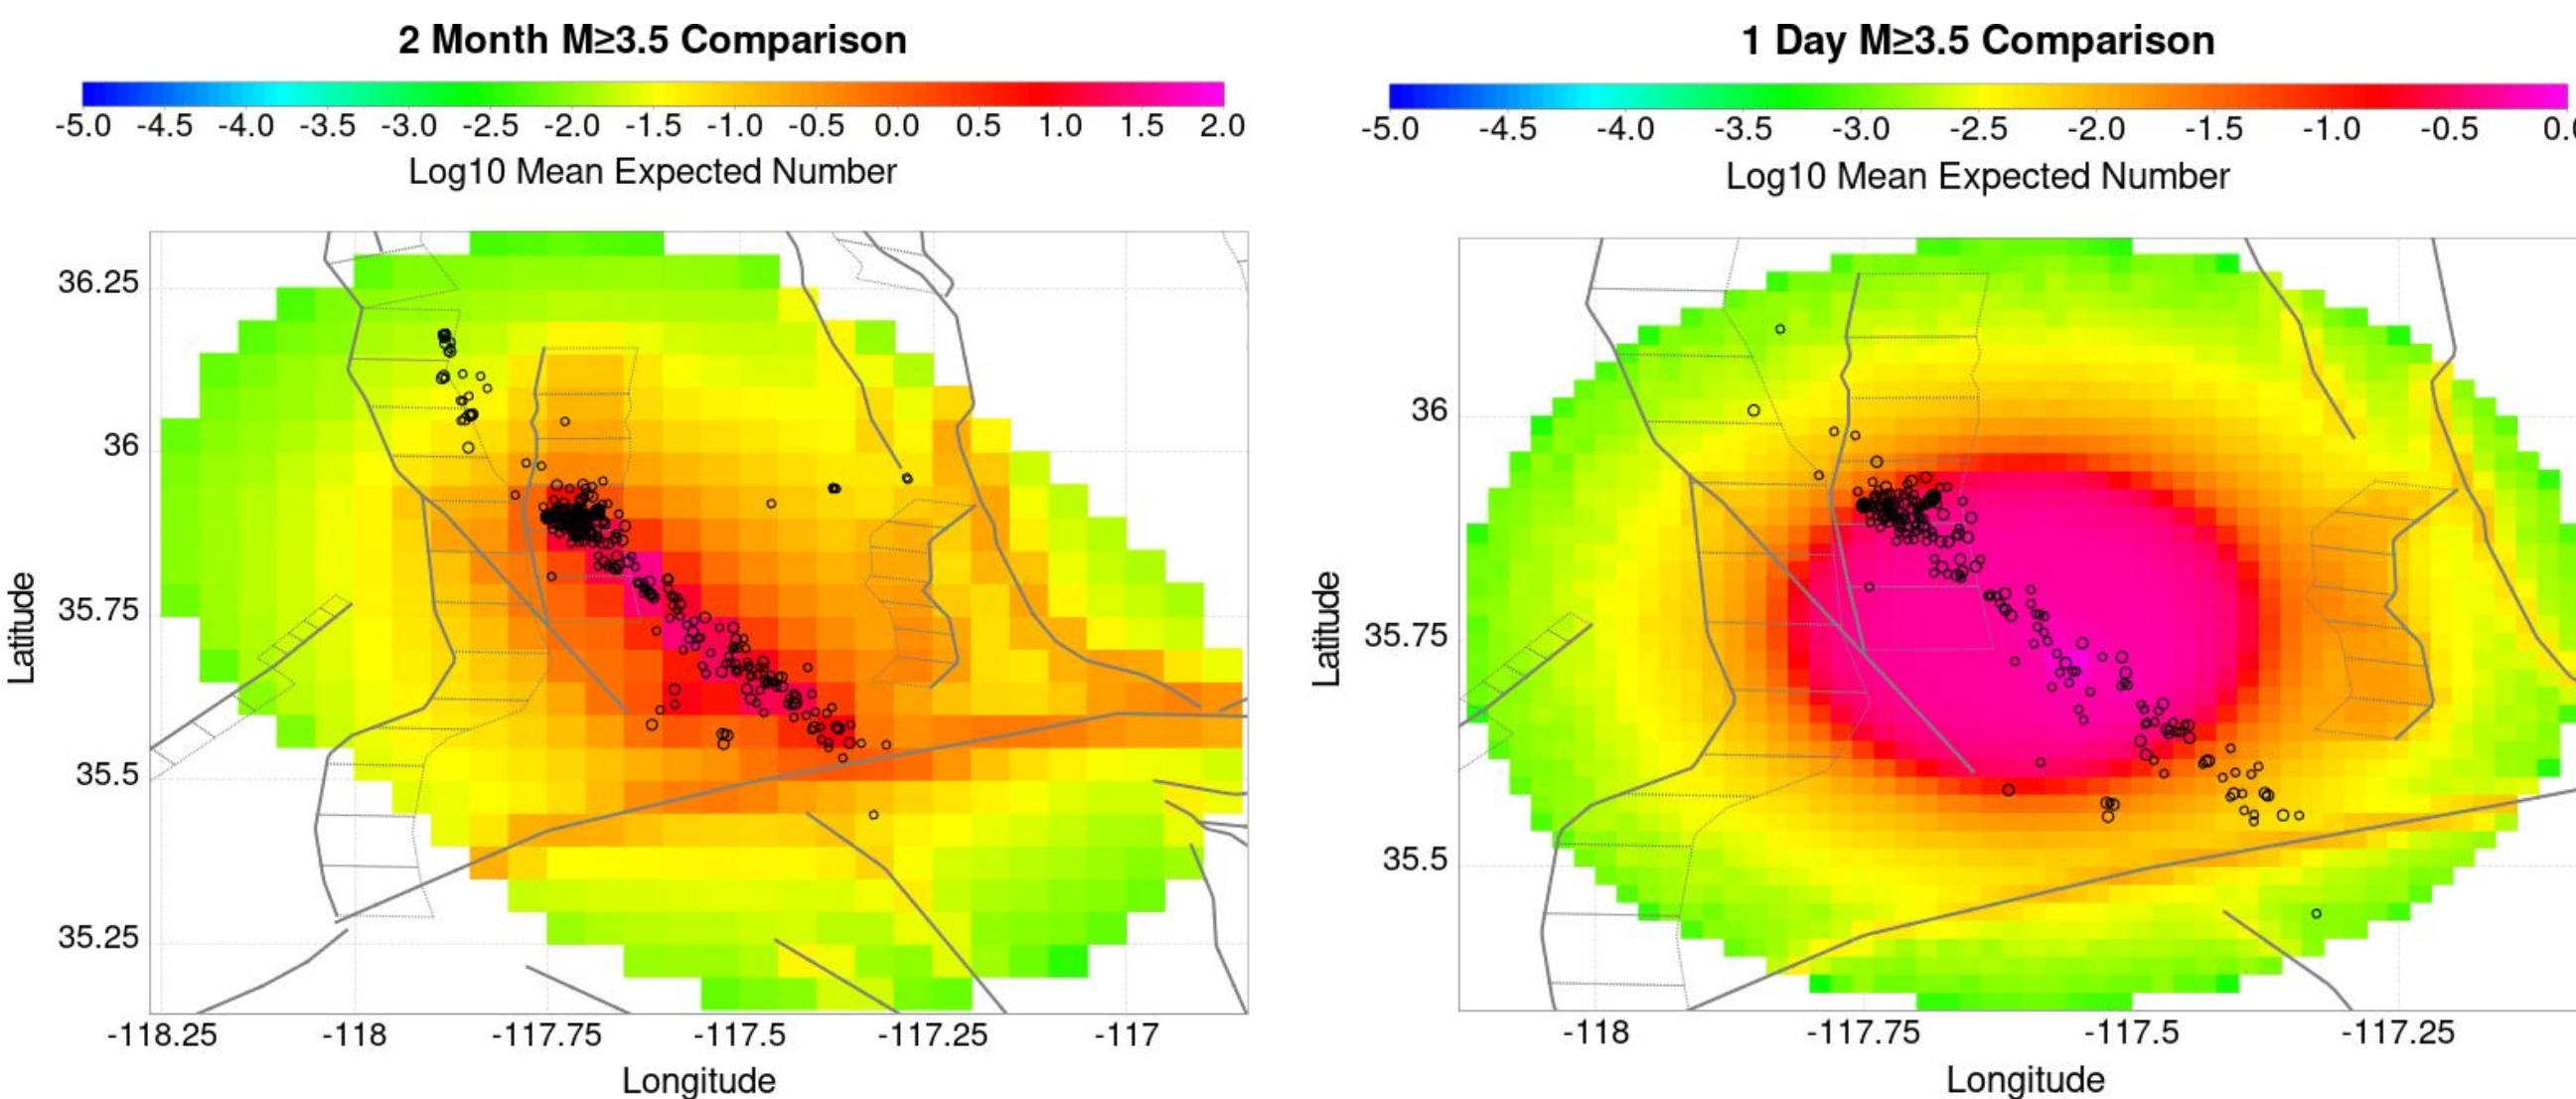 2 Month M≥3.5 Comparison
-5.0 -4.5 -4.0 -3.5 -3.0 -2.5 -2.0 -1.5 -1.0 -0.5 0.0 0.5 1.0 1.5 2.0
Log10 Mean Expected Number
36.25
36
35.75
35.5
35.25
Latitude
-118.25 -118 -117.75 -117.5 -117.25 -117
Longitude
1 Day M≥3.5 Comparison
-5.0 -4.5 -4.0 -3.5 -3.0 -2.5 -2.0 -1.5 -1.0 -0.5
Log10 Mean Expected Number
36
35.75
35.5
Latitude
-118 -117.75 -117.5 -117.25
Longitude